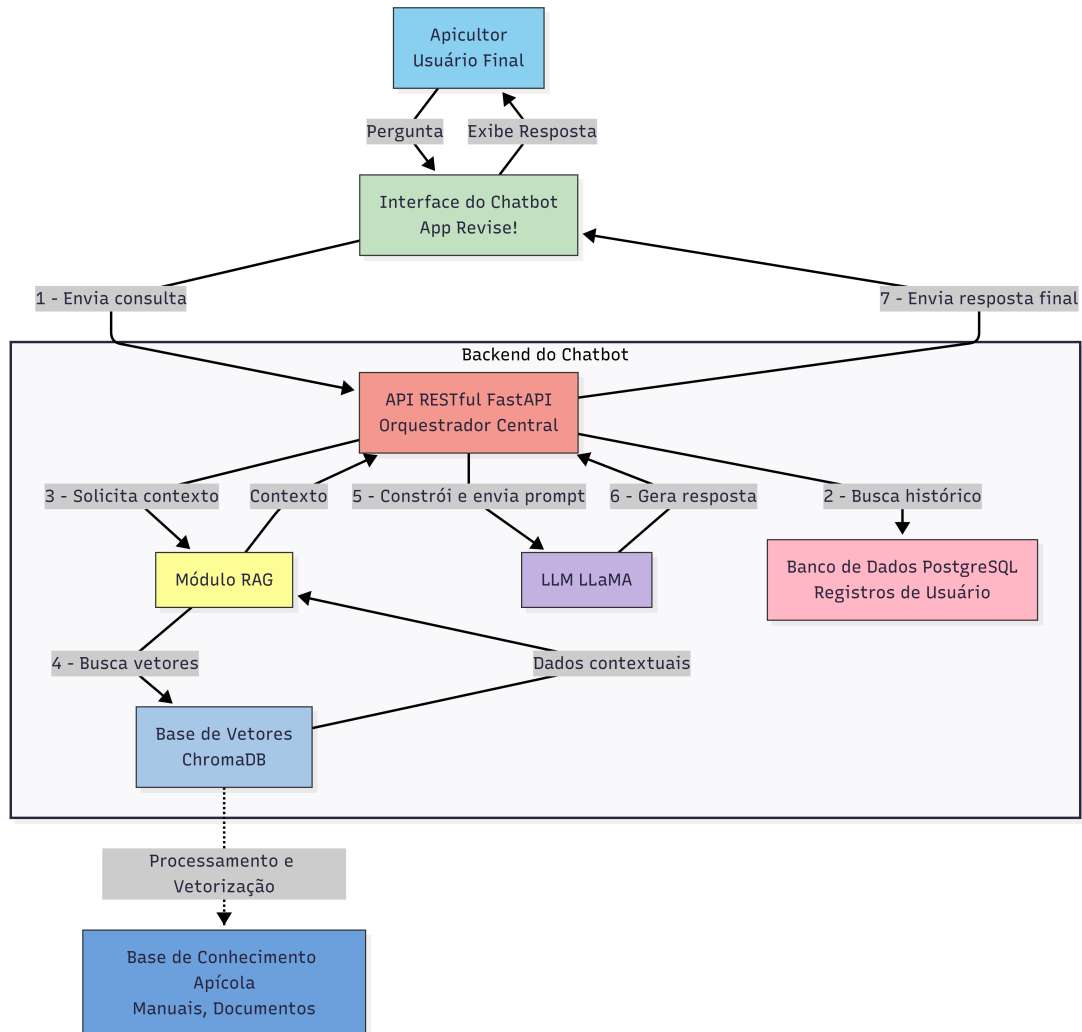 Apicultor
Usuário Final
Pergunta
Exibe Resposta
Interface do Chatbot
App Revise!
1 - Envia consulta
7 - Envia resposta final
Backend do Chatbot
API RESTful FastAPI
Orquestrador Central
3 - Solicita contexto
Contexto
5 - Constrói e envia prompt
6 - Gera resposta
2 - Busca histórico
Módulo RAG
LLM LLaMA
Banco de Dados PostgreSQL
Registros de Usuário
4 - Busca vetores
Dados contextuais
Base de Vetores
ChromaDB
Processamento e
Vetorização
Base de Conhecimento
Apícola
Manuais, Documentos